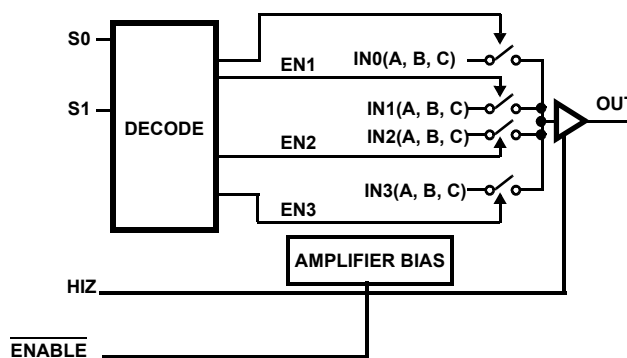 S0
EN1
IN0(A, B, C)
S1
DECODE
IN1(A, B, C)
OUT
IN2(A, B, C)
EN2
IN3(A, B, C)
EN3
AMPLIFIER BIAS
HIZ
ENABLE